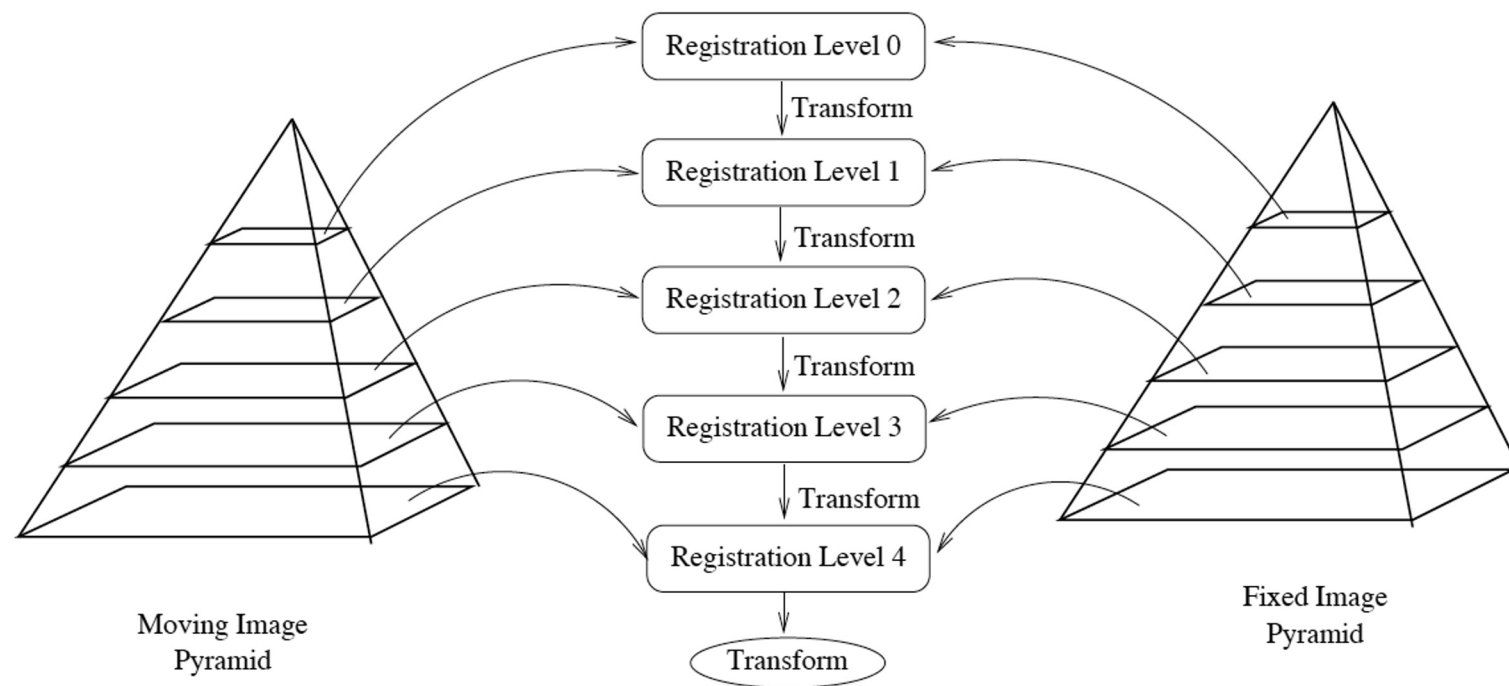 Registration Level 0
Transform
Registration Level 1
Transform
Registration Level 2
Transform
Registration Level 3
Transform
Registration Level 4
Transform
Moving Image
Pyramid
Fixed Image
Pyramid